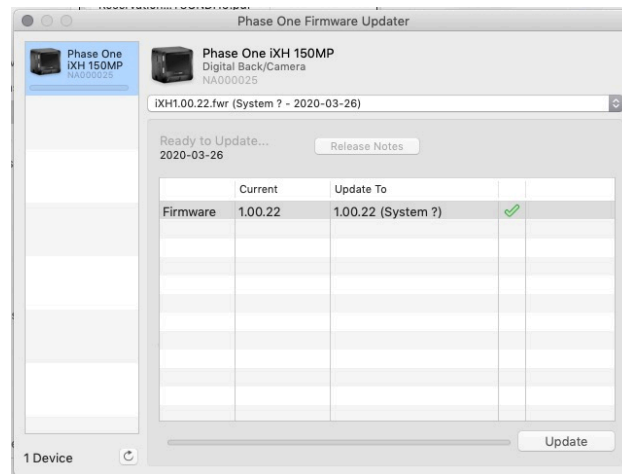 Phase One Firmware Updater
Phase One
iXH 150MP
NA000025
Phase One iXH 150MP
Digital Back/Camera
NA000025
iXH1.00.22.fwr (System ? - 2020-03-26)
Ready to Update...
2020-03-26
Release Notes
Current Update To
Firmware 1.00.22 1.00.22 (System ?)
1 Device
Update